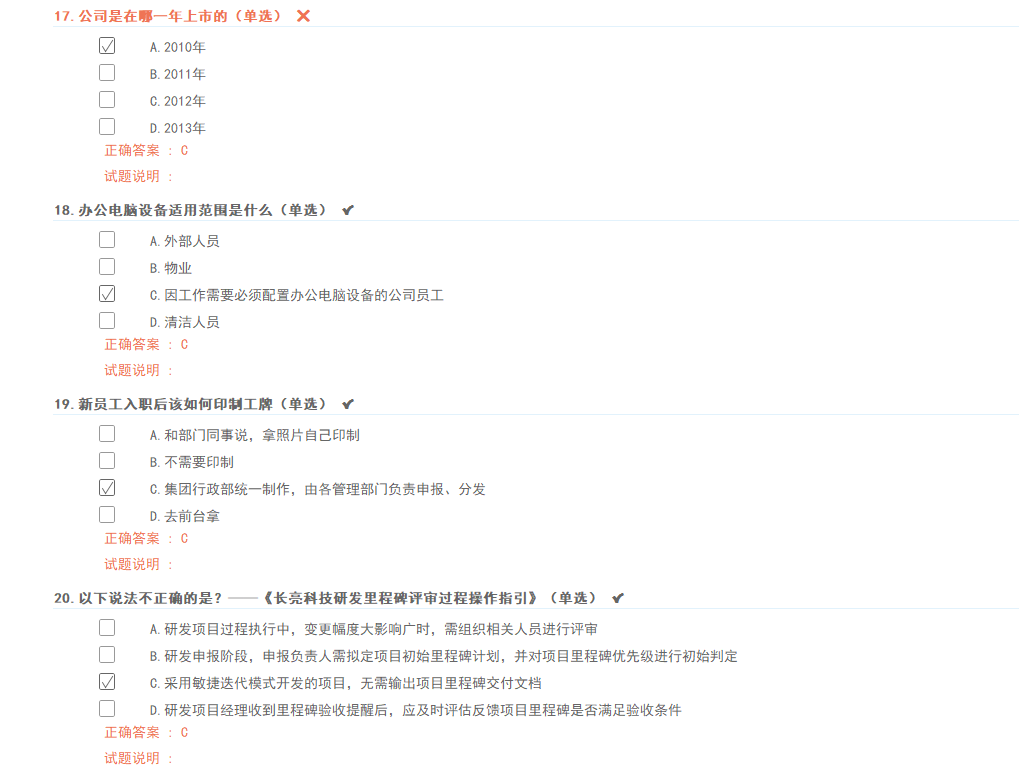 17. 公司是在哪一年上市的（单选）
A. 2010年
B. 2011年
C. 2012年
D. 2013年
正确答案 : C
试题说明 :
18. 办公电脑设备适用范围是什么（单选）
A. 外部人员
B. 物业
C. 因工作需要必须配置办公电脑设备的公司员工
D. 清洁人员
正确答案 : C
试题说明 :
19. 新员工入职后该如何印制工牌（单选）
A. 和部门同事说，拿照片自己印制
B. 不需要印制
C. 集团行政部统一制作，由各管理部门负责申报、分发
D. 去前台拿
正确答案 : C
试题说明 :
20. 以下说法不正确的是？——《长亮科技研发里程碑评审过程操作指引》（单选）
A. 研发项目过程执行中，变更幅度大影响广时，需组织相关人员进行评审
B. 研发申报阶段，申报负责人需拟定项目初始里程碑计划，并对项目里程碑优先级进行初始判定
C. 采用敏捷迭代模式开发的项目，无需输出项目里程碑交付文档
D. 研发项目经理收到里程碑验收提醒后，应及时评估反馈项目里程碑是否满足验收条件
正确答案 : C
试题说明 :